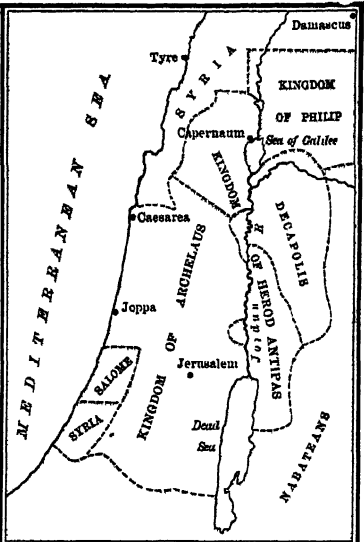 Damascus
Tyre
SYRIA
KINGDOM
OF PHILIP
Capernaum
Sea of Galilee
MEDITERRANEAN SEA
KINGDOM
OF HEROD ANTIPAS
DECAPOLIS
Caesarea
KINGDOM OF ARCHELAUS
R
Jordan
Joppa
Jerusalem
SALOME
SYRIA
Dead
Sea
NABATEANS